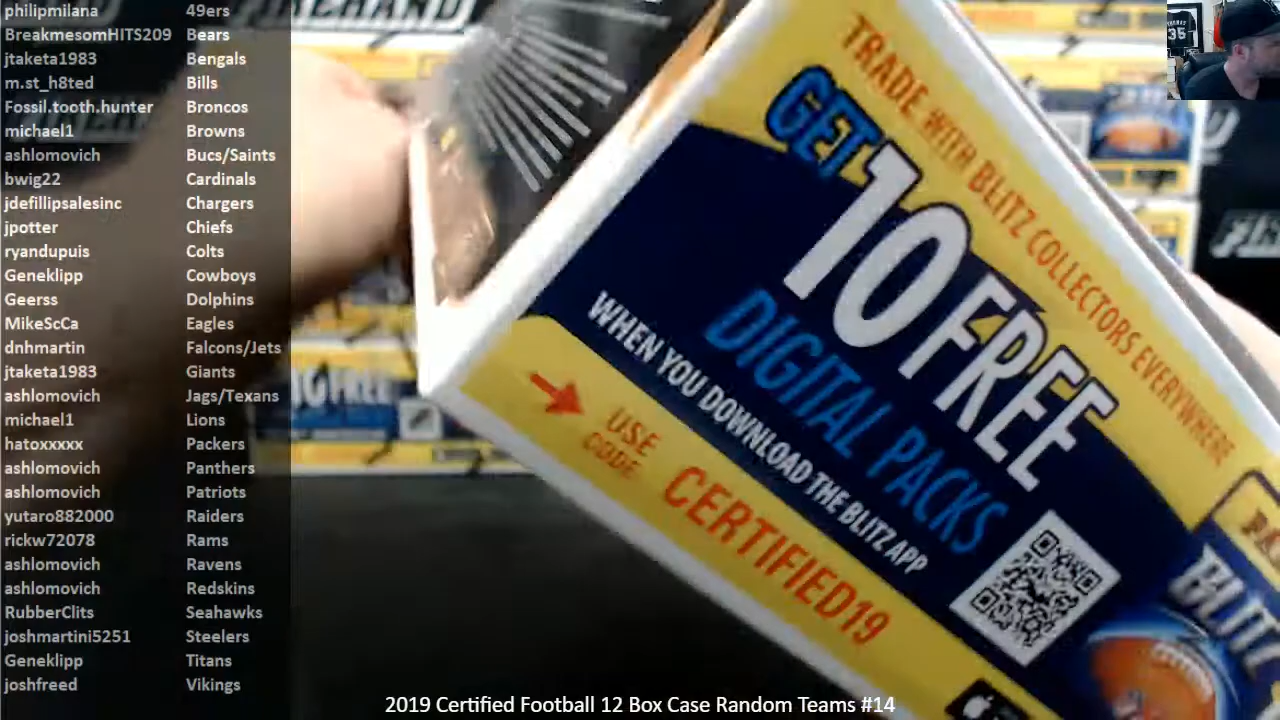 philipmilana 49ers
BreakmesomHITS209 Bears
jtaketa1983 Bengals
m.st_h8ted Bills
Fossil.tooth.hunter Broncos
michael1 Browns
ashlomovich Bucs/Saints
bwig22 Cardinals
jdefillipsalesinc Chargers
jpotter Chiefs
ryandupuis Colts
Geneklipp Cowboys
Geerss Dolphins
MikeScCa Eagles
dnhmartin Falcons/Jets
jtaketa1983 Giants
ashlomovich Jags/Texans
michael1 Lions
hatoxxxxx Packers
ashlomovich Panthers
ashlomovich Patriots
yutaro882000 Raiders
rickw72078 Rams
ashlomovich Ravens
ashlomovich Redskins
RubberClits Seahawks
joshmartini5251 Steelers
Geneklipp Titans
joshfreed Vikings
TRADE WITH BLITZ COLLECTORS EVERYWHERE
GET
10 FREE
DIGITAL PACKS
WHEN YOU DOWNLOAD THE BLITZ APP
USE
CODE
CERTIFIED19
BLITZ
35
2019 Certified Football 12 Box Case Random Teams #14